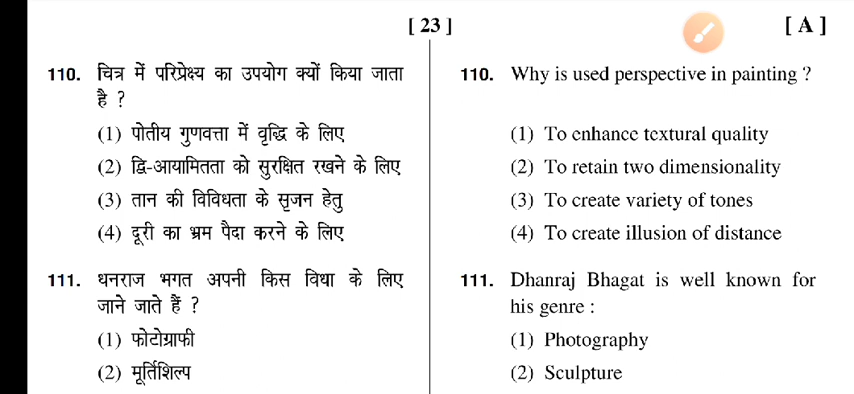 [ 23 ]
[ A ]
110. चित्र में परिप्रेक्ष्य का उपयोग क्यों किया जाता
है ?
(1) पोतीय गुणवत्ता में वृद्धि के लिए
(2) द्वि-आयामितता को सुरक्षित रखने के लिए
(3) तान की विविधता के सृजन हेतु
(4) दूरी का भ्रम पैदा करने के लिए
111. धनराज भगत अपनी किस विधा के लिए
जाने जाते हैं ?
(1) फोटोग्राफी
(2) मूर्तिशिल्प
110. Why is used perspective in painting ?
(1) To enhance textural quality
(2) To retain two dimensionality
(3) To create variety of tones
(4) To create illusion of distance
111. Dhanraj Bhagat is well known for
his genre :
(1) Photography
(2) Sculpture